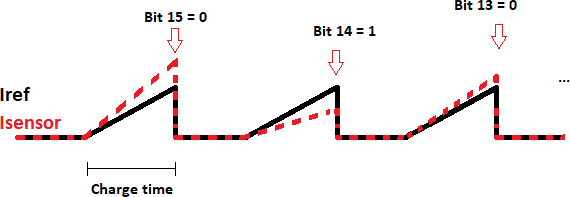 Bit 15 = 0
Bit 14 = 1
Bit 13 = 0
...
Iref
Isensor
Charge time